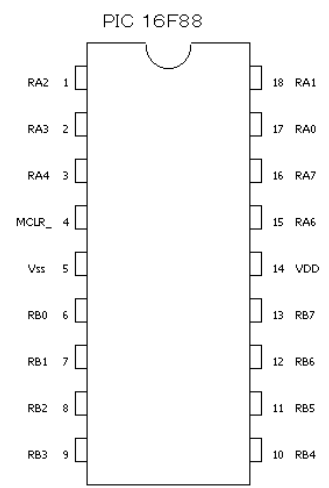 PIC 16F88
RA2 1 18 RA1
RA3 2 17 RA0
RA4 3 16 RA7
MCLR_ 4 15 RA6
Vss 5 14 VDD
RB0 6 13 RB7
RB1 7 12 RB6
RB2 8 11 RB5
RB3 9 10 RB4